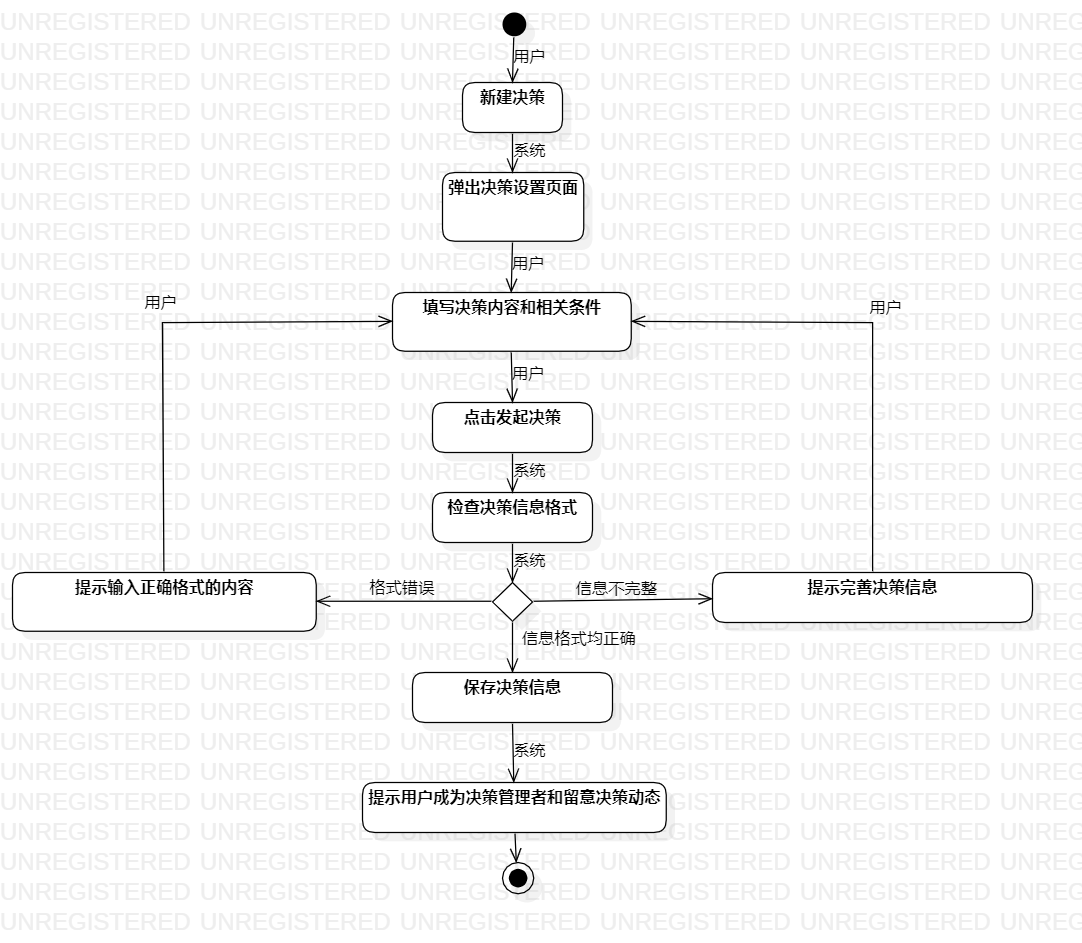 用户
新建决策
系统
弹出决策设置页面
用户
用户
填写决策内容和相关条件
用户
用户
点击发起决策
系统
检查决策信息格式
系统
提示输入正确格式的内容
格式错误
信息不完整
提示完善决策信息
信息格式均正确
保存决策信息
系统
提示用户成为决策管理者和留意决策动态
UNREGISTERED